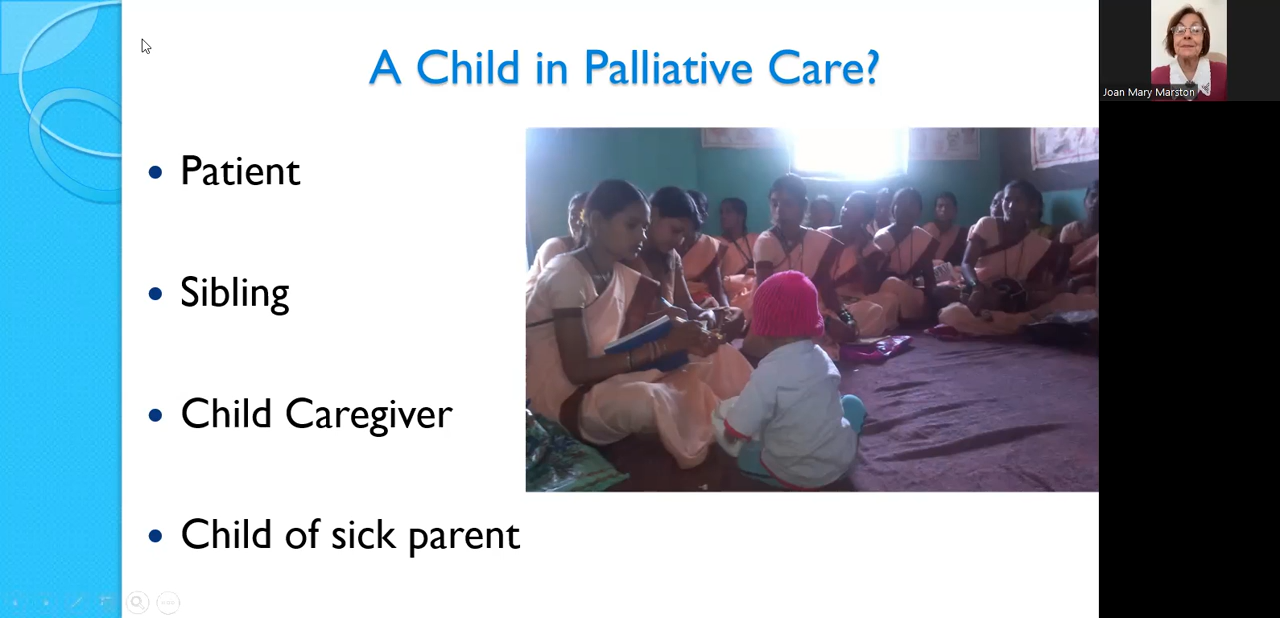 A Child in Palliative Care?
Joan Mary Marston
Patient
Sibling
Child Caregiver
Child of sick parent